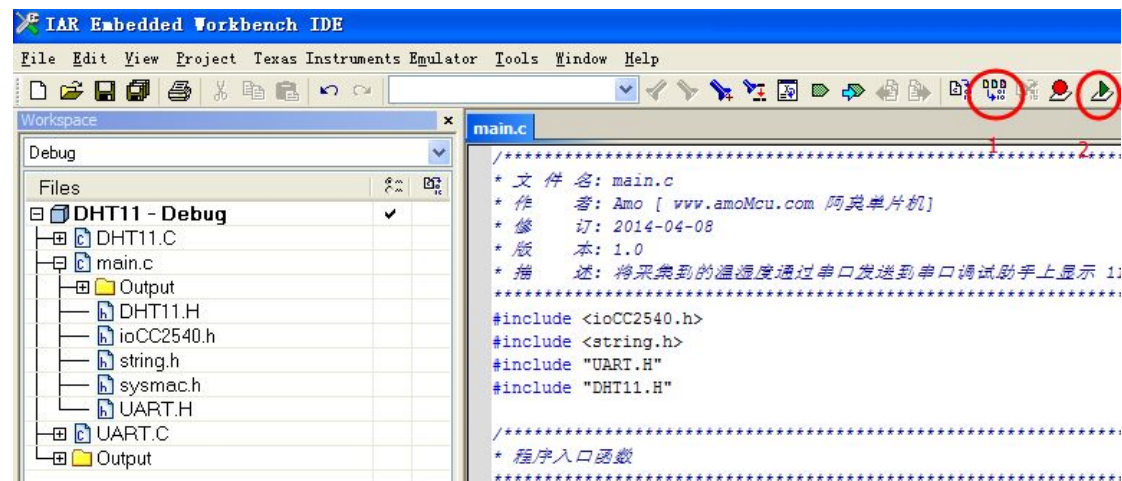 IAR Embedded Workbench IDE
File Edit View Project Texas Instruments Emulator Tools Window Help
Workspace
Debug
Files
DHT11 - Debug
DHT11.C
main.c
Output
DHT11.H
ioCC2540.h
string.h
sysmac.h
UART.H
UART.C
Output
main.c
1
2
/************************************************************
* 文 件 名: main.c
* 作 者: Amo [ www.amoMcu.com 阿莫单片机]
* 修 订: 2014-04-08
* 版 本: 1.0
* 描 述: 将采集到的温湿度通过串口发送到串口调试助手上显示 11
************************************************************
#include <ioCC2540.h>
#include <string.h>
#include "UART.H"
#include "DHT11.H"
/************************************************************
* 程序入口函数
************************************************************